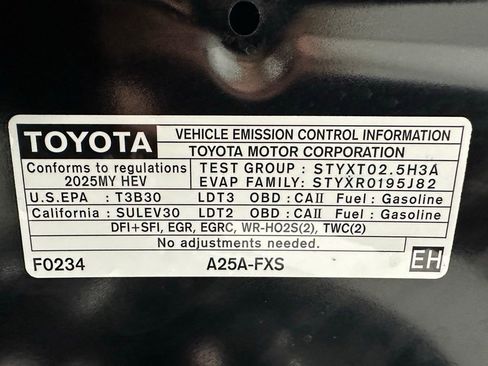 TOYOTA VEHICLE EMISSION CONTROL INFORMATION
TOYOTA MOTOR CORPORATION
Conforms to regulations TEST GROUP : STYXT02.5H3A
2025MY HEV EVAP FAMILY: STYXR0195J82
U.S.EPA : T3B30 LDT3 OBD : CAII Fuel : Gasoline
California : SULEV30 LDT2 OBD : CAII Fuel : Gasoline
DFI+SFI, EGR, EGRC, WR-HO2S(2), TWC(2)
No adjustments needed.
F0234 A25A-FXS EH